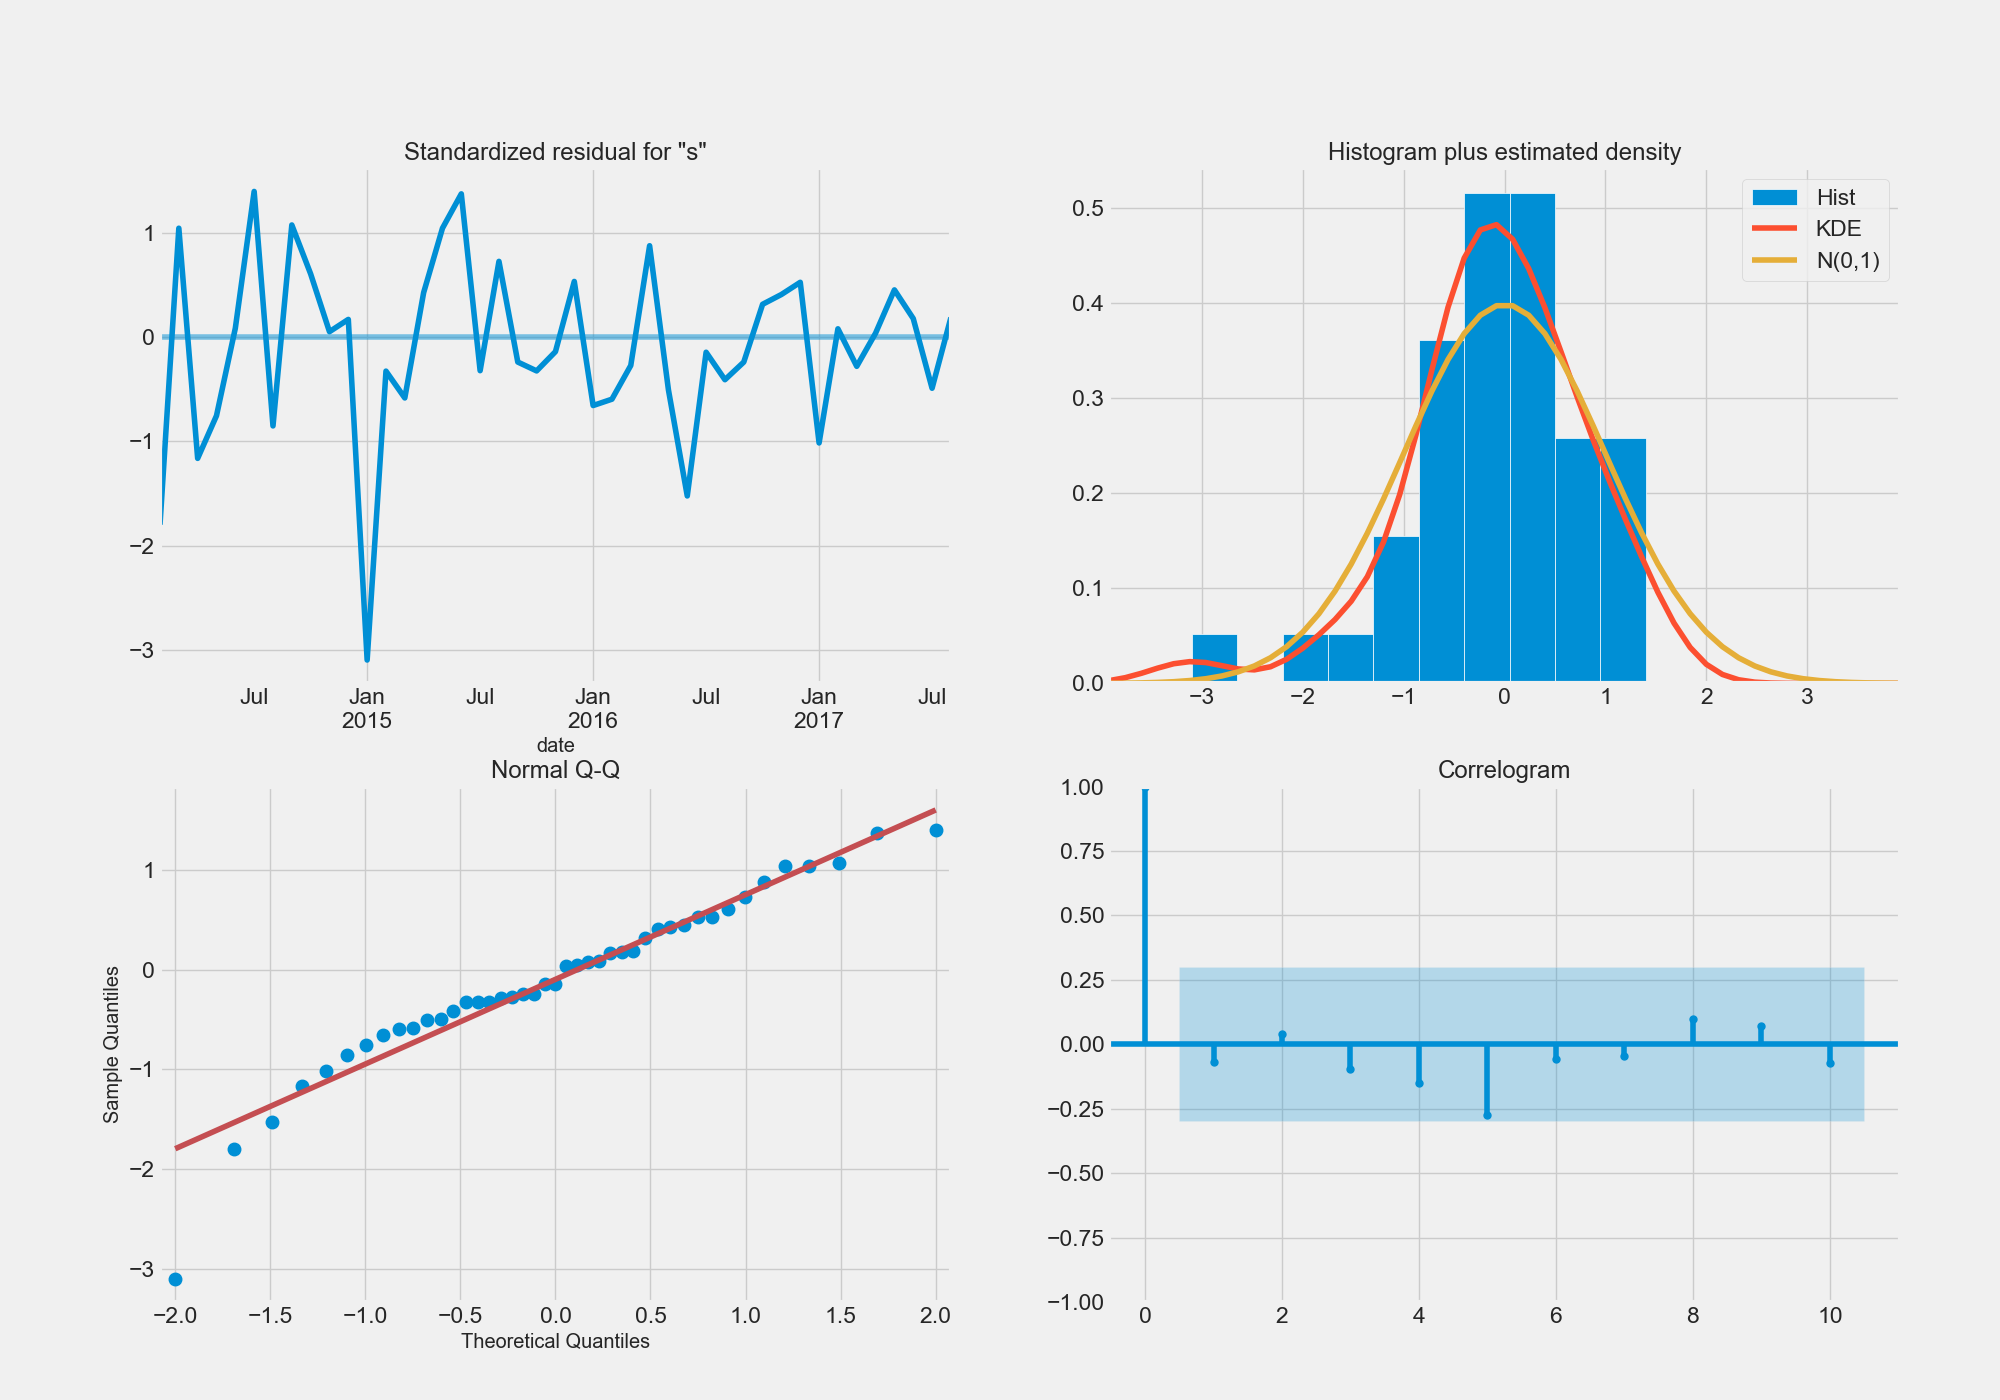 Standardized residual for "s"
1
0
−1
−2
−3
Jul
Jan
2015
Jul
Jan
2016
Jul
Jan
2017
Jul
date
Histogram plus estimated density
0.5
0.4
0.3
0.2
0.1
0.0
−3
−2
−1
0
1
2
3
Hist
KDE
N(0,1)
Normal Q-Q
Sample Quantiles
1
0
−1
−2
−3
−2.0
−1.5
−1.0
−0.5
0.0
0.5
1.0
1.5
2.0
Theoretical Quantiles
Correlogram
1.00
0.75
0.50
0.25
0.00
−0.25
−0.50
−0.75
−1.00
0
2
4
6
8
10